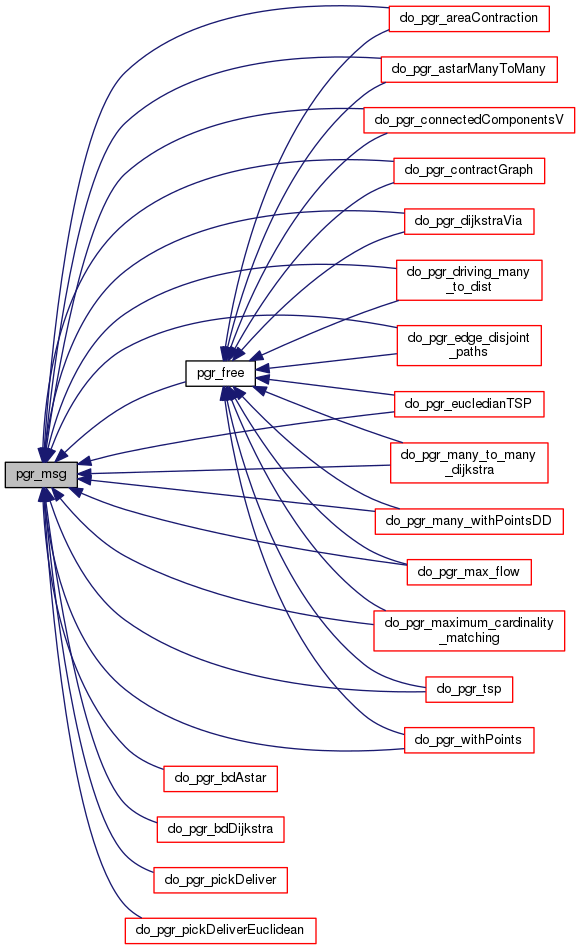 do_pgr_areaContraction
do_pgr_astarManyToMany
do_pgr_connectedComponentsV
do_pgr_contractGraph
do_pgr_dijkstraVia
do_pgr_driving_many
_to_dist
do_pgr_edge_disjoint
_paths
pgr_free
do_pgr_eucledianTSP
do_pgr_many_to_many
_dijkstra
pgr_msg
do_pgr_many_withPointsDD
do_pgr_max_flow
do_pgr_maximum_cardinality
_matching
do_pgr_tsp
do_pgr_withPoints
do_pgr_bdAstar
do_pgr_bdDijkstra
do_pgr_pickDeliver
do_pgr_pickDeliverEuclidean